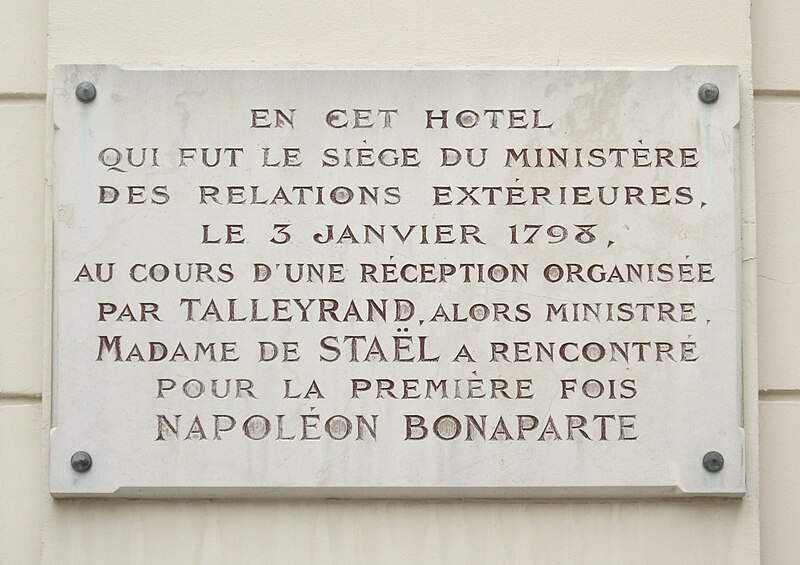 EN CET HOTEL
QUI FUT LE SIÈGE DU MINISTÈRE
DES RELATIONS EXTÉRIEURES,
LE 3 JANVIER 1798,
AU COURS D'UNE RÉCEPTION ORGANISÉE
PAR TALLEYRAND, ALORS MINISTRE,
MADAME DE STAËL A RENCONTRÉ
POUR LA PREMIÈRE FOIS
NAPOLÉON BONAPARTE